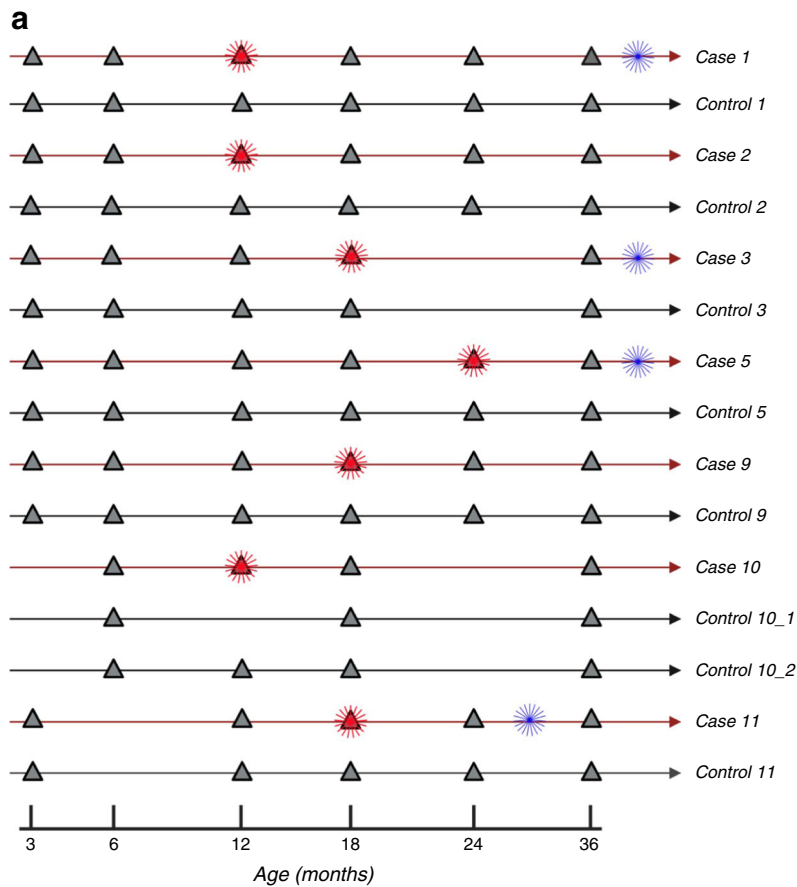 a
Case 1
Control 1
Case 2
Control 2
Case 3
Control 3
Case 5
Control 5
Case 9
Control 9
Case 10
Control 10_1
Control 10_2
Case 11
Control 11
3 6 12 18 24 36
Age (months)